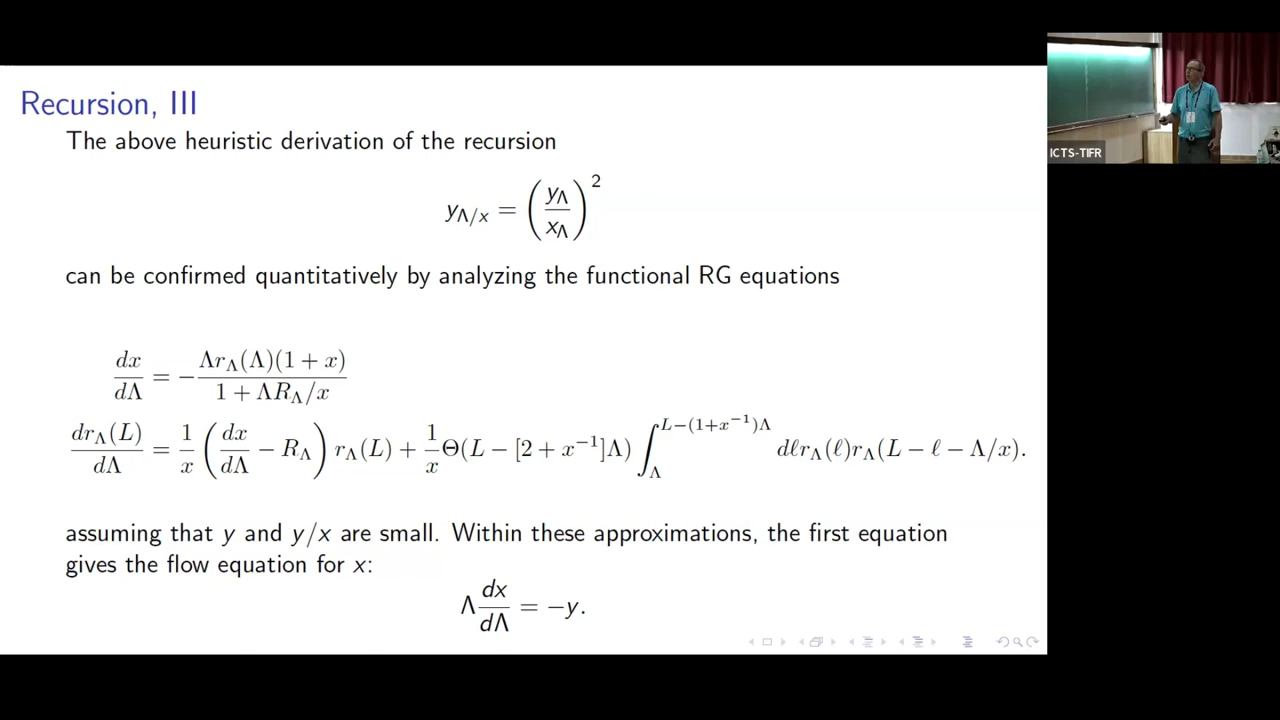 Recursion, III
The above heuristic derivation of the recursion
y_{Λ/x} = (y_Λ / x_Λ)^2
can be confirmed quantitatively by analyzing the functional RG equations
dx/dΛ = − Λr_Λ(Λ)(1 + x) / (1 + ΛR_Λ/x)
dr_Λ(L)/dΛ = 1/x (dx/dΛ − R_Λ) r_Λ(L) + 1/x Θ(L − [2 + x^{−1}]Λ) ∫_Λ^{L−(1+x^{−1})Λ} dℓ r_Λ(ℓ)r_Λ(L − ℓ − Λ/x).
assuming that y and y/x are small. Within these approximations, the first equation
gives the flow equation for x:
Λ dx/dΛ = −y.
ICTS-TIFR